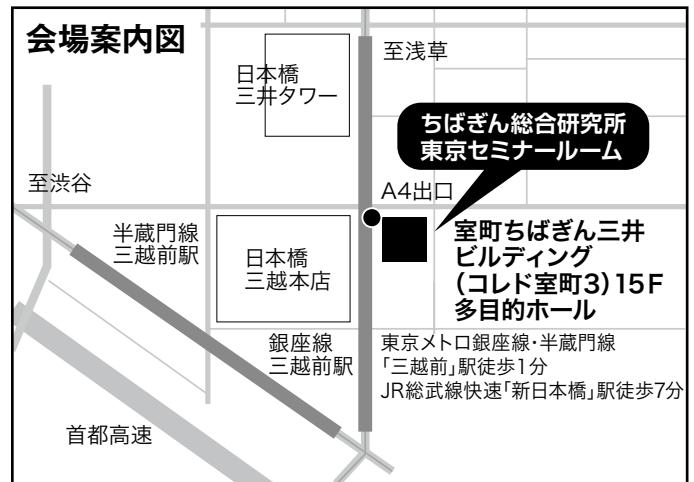 会場案内図
至浅草
日本橋
三井タワー
ちばぎん総合研究所
東京セミナールーム
至渋谷
A4出口
半蔵門線
三越前駅
日本橋
三越本店
室町ちばぎん三井
ビルディング
(コレド室町3)15F
多目的ホール
銀座線
三越前駅
東京メトロ銀座線・半蔵門線
「三越前」駅徒歩1分
JR総武線快速「新日本橋」駅徒歩7分
首都高速